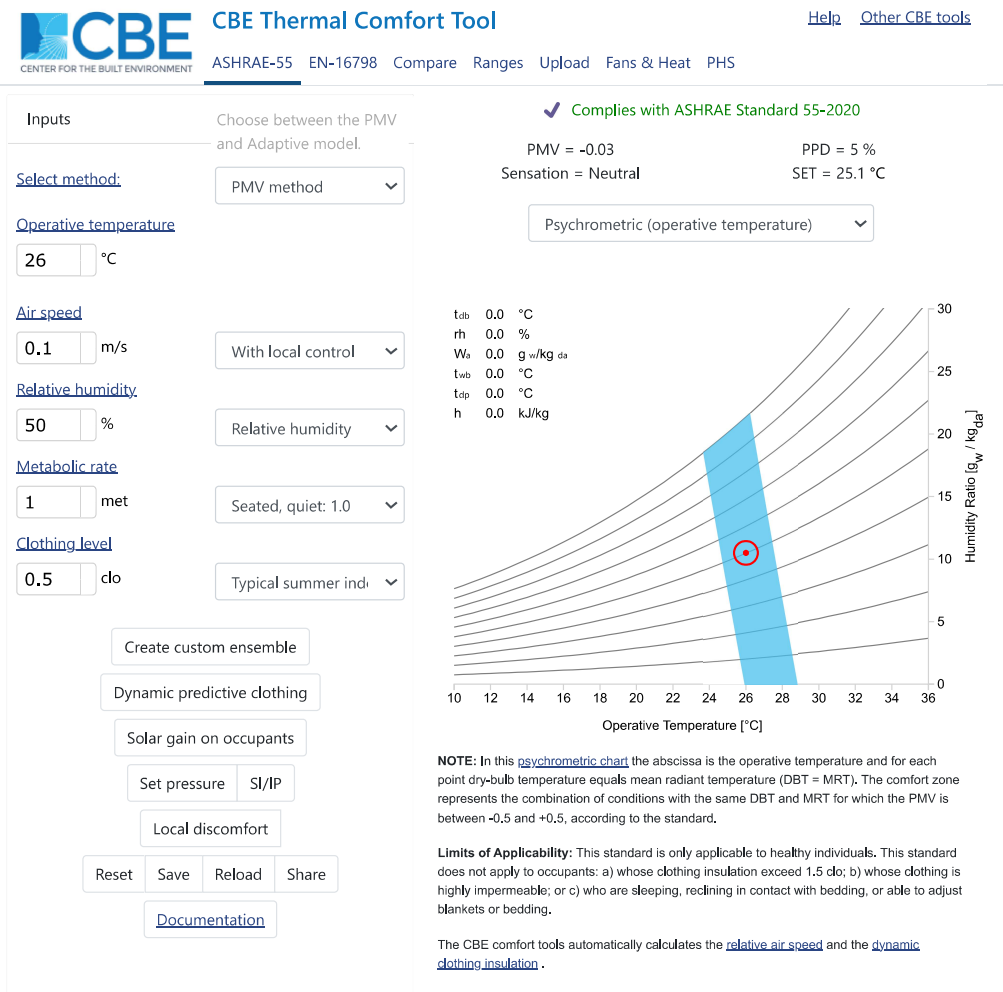 CBE
CENTER FOR THE BUILT ENVIRONMENT
CBE Thermal Comfort Tool
Help Other CBE tools
ASHRAE-55 EN-16798 Compare Ranges Upload Fans & Heat PHS
Inputs
Choose between the PMV
and Adaptive model.
Select method:
PMV method
Operative temperature
26 °C
Air speed
0.1 m/s With local control
Relative humidity
50 % Relative humidity
Metabolic rate
1 met Seated, quiet: 1.0
Clothing level
0.5 clo Typical summer ind
Create custom ensemble
Dynamic predictive clothing
Solar gain on occupants
Set pressure SI/IP
Local discomfort
Reset Save Reload Share
Documentation
Complies with ASHRAE Standard 55-2020
PMV = -0.03 PPD = 5 %
Sensation = Neutral SET = 25.1 °C
Psychrometric (operative temperature)
tdb 0.0 °C
rh 0.0 %
Wa 0.0 g w/kg da
twb 0.0 °C
tdp 0.0 °C
h 0.0 kJ/kg
30
25
20
15
10
5
0
Humidity Ratio [gw / kgda]
10 12 14 16 18 20 22 24 26 28 30 32 34 36
Operative Temperature [°C]
NOTE: In this psychrometric chart the abscissa is the operative temperature and for each
point dry-bulb temperature equals mean radiant temperature (DBT = MRT). The comfort zone
represents the combination of conditions with the same DBT and MRT for which the PMV is
between -0.5 and +0.5, according to the standard.
Limits of Applicability: This standard is only applicable to healthy individuals. This standard
does not apply to occupants: a) whose clothing insulation exceed 1.5 clo; b) whose clothing is
highly impermeable; or c) who are sleeping, reclining in contact with bedding, or able to adjust
blankets or bedding.
The CBE comfort tools automatically calculates the relative air speed and the dynamic
clothing insulation .